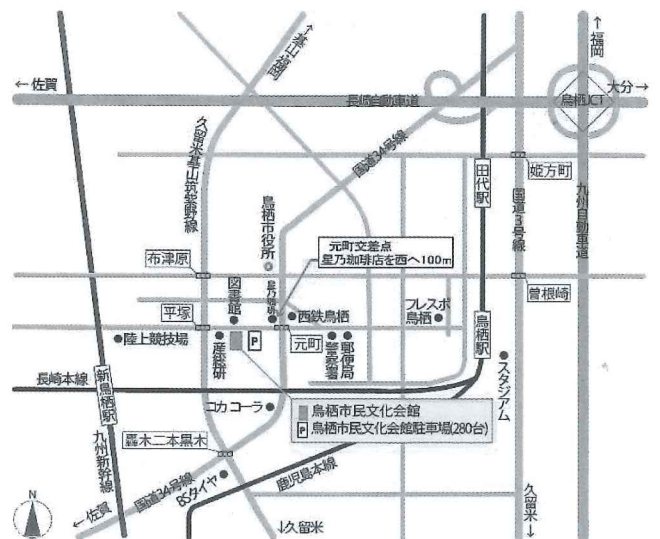 ↑基山・福岡
↑福岡
←佐賀
長崎自動車道
鳥栖JCT
大分→
久留米基山筑紫野線
国道34号線
田代駅
姫方町
国道3号線
九州自動車道
鳥栖市役所
元町交差点
星乃珈琲店を西へ100m
布津原
図書館
星乃珈琲
西鉄鳥栖
フレスポ
鳥栖
曽根崎
平塚
陸上競技場
産総研
P
元町
警察署
郵便局
鳥栖駅
スタジアム
長崎本線
新鳥栖駅
九州新幹線
コカコーラ
鳥栖市民文化会館
P 鳥栖市民文化会館駐車場(280台)
轟木二本黒木
国道34号線
BSタイヤ
鹿児島本線
←佐賀
↓久留米
久留米↓
N